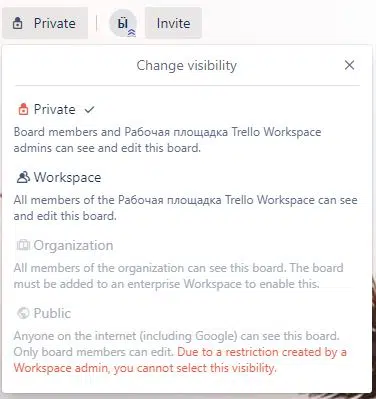 Private
ӹ
Invite
Change visibility
Private
Board members and Рабочая площадка Trello Workspace
admins can see and edit this board.
Workspace
All members of the Рабочая площадка Trello Workspace can see
and edit this board.
Organization
All members of the organization can see this board. The board
must be added to an enterprise Workspace to enable this.
Public
Anyone on the internet (including Google) can see this board.
Only board members can edit. Due to a restriction created by a
Workspace admin, you cannot select this visibility.